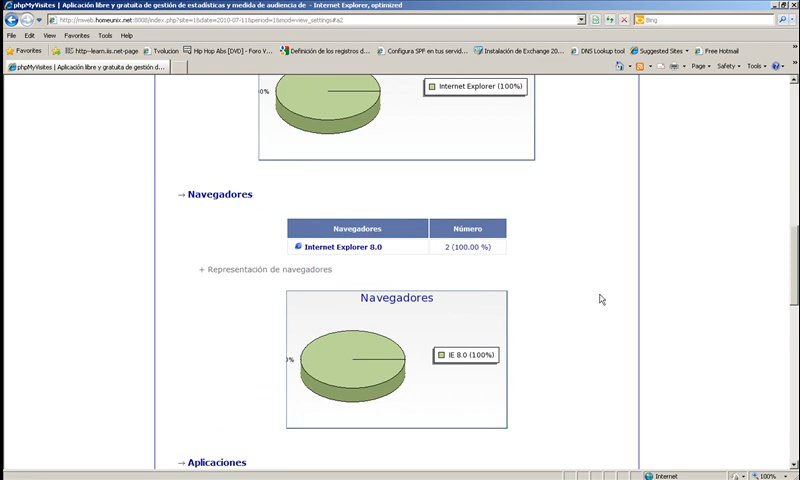 phpMyVisites | Aplicación libre y gratuita de gestión de estadísticas y medida de audiencia de - Internet Explorer, optimized
http://nweb.homeunix.net:8008/index.php?site=1&date=2010-07-11&period=1&mod=view_settings#a2
Bing
File Edit View Favorites Tools Help
Favorites http--learn.iis.net-page Tvolucion Hip Hop Abs [DVD] - Foro V... Definición de los registros d... Configura SPF en tus servid... Instalación de Exchange 20... DNS Lookup tool Suggested Sites Free Hotmail
phpMyVisites | Aplicación libre y gratuita de gestión d... Page Safety Tools
0% Internet Explorer (100%)
→ Navegadores
Navegadores Número
Internet Explorer 8.0 2 (100.00 %)
+ Representación de navegadores
Navegadores
0% IE 8.0 (100%)
→ Aplicaciones
Internet 100%